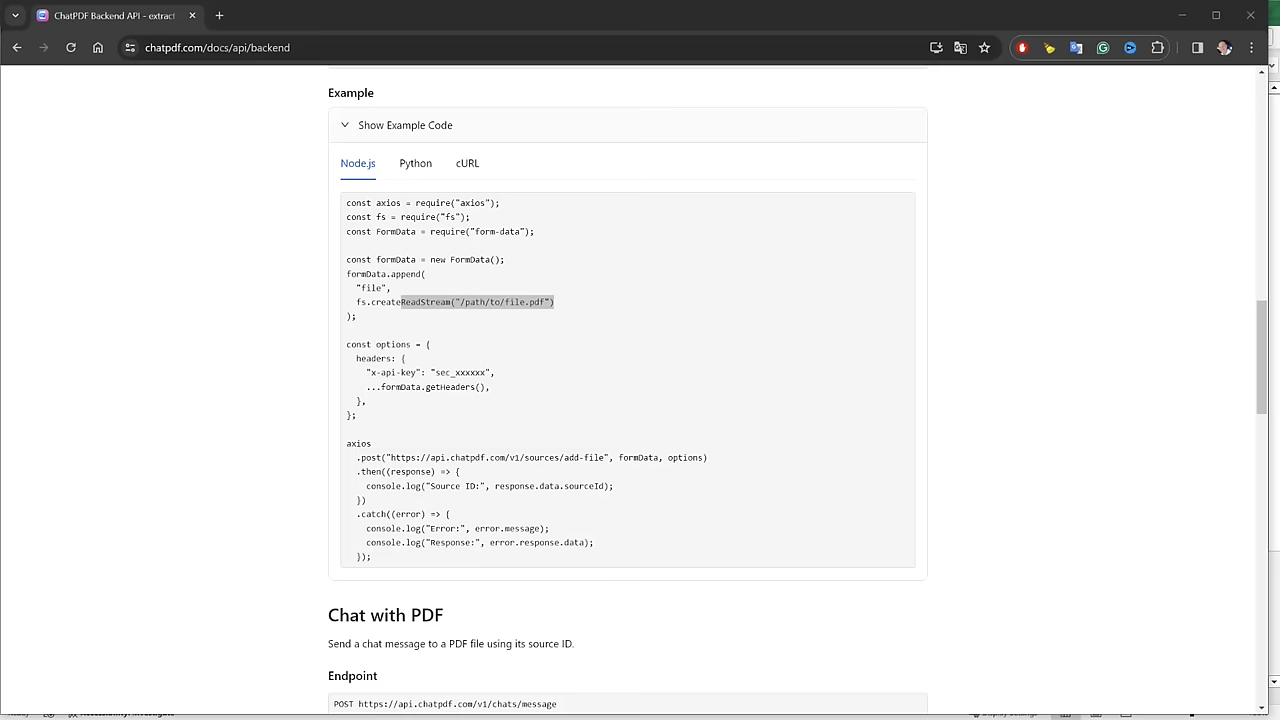 ChatPDF Backend API - extract
chatpdf.com/docs/api/backend
Example
Show Example Code
Node.js Python cURL
const axios = require("axios");
const fs = require("fs");
const FormData = require("form-data");
const formData = new FormData();
formData.append(
"file",
fs.createReadStream("/path/to/file.pdf")
);
const options = {
headers: {
"x-api-key": "sec_xxxxxx",
...formData.getHeaders(),
},
};
axios
.post("https://api.chatpdf.com/v1/sources/add-file", formData, options)
.then((response) => {
console.log("Source ID:", response.data.sourceId);
})
.catch((error) => {
console.log("Error:", error.message);
console.log("Response:", error.response.data);
});
Chat with PDF
Send a chat message to a PDF file using its source ID.
Endpoint
POST https://api.chatpdf.com/v1/chats/message